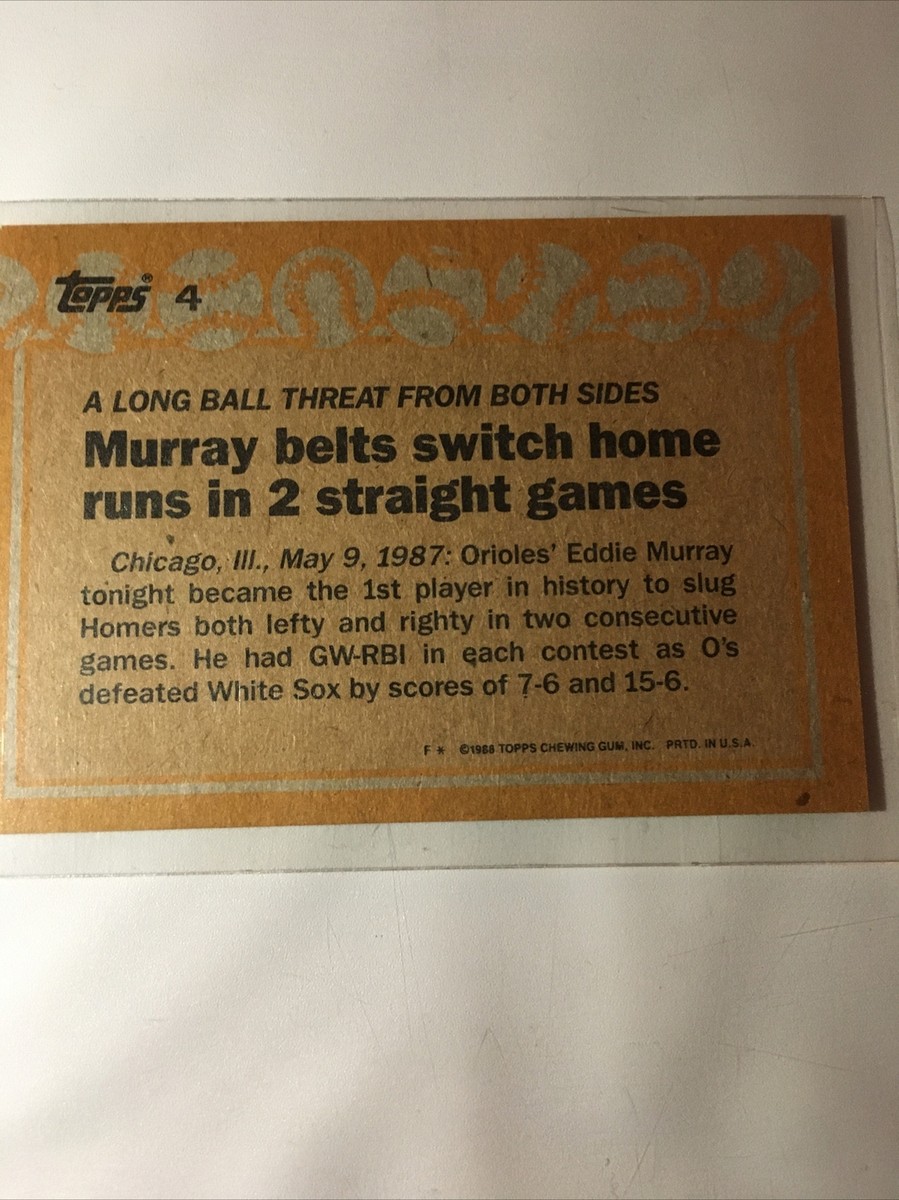 Topps® 4
A LONG BALL THREAT FROM BOTH SIDES
Murray belts switch home
runs in 2 straight games
Chicago, Ill., May 9, 1987: Orioles' Eddie Murray
tonight became the 1st player in history to slug
Homers both lefty and righty in two consecutive
games. He had GW-RBI in each contest as O's
defeated White Sox by scores of 7-6 and 15-6.
F * ©1988 TOPPS CHEWING GUM, INC. PRTD. IN U.S.A.